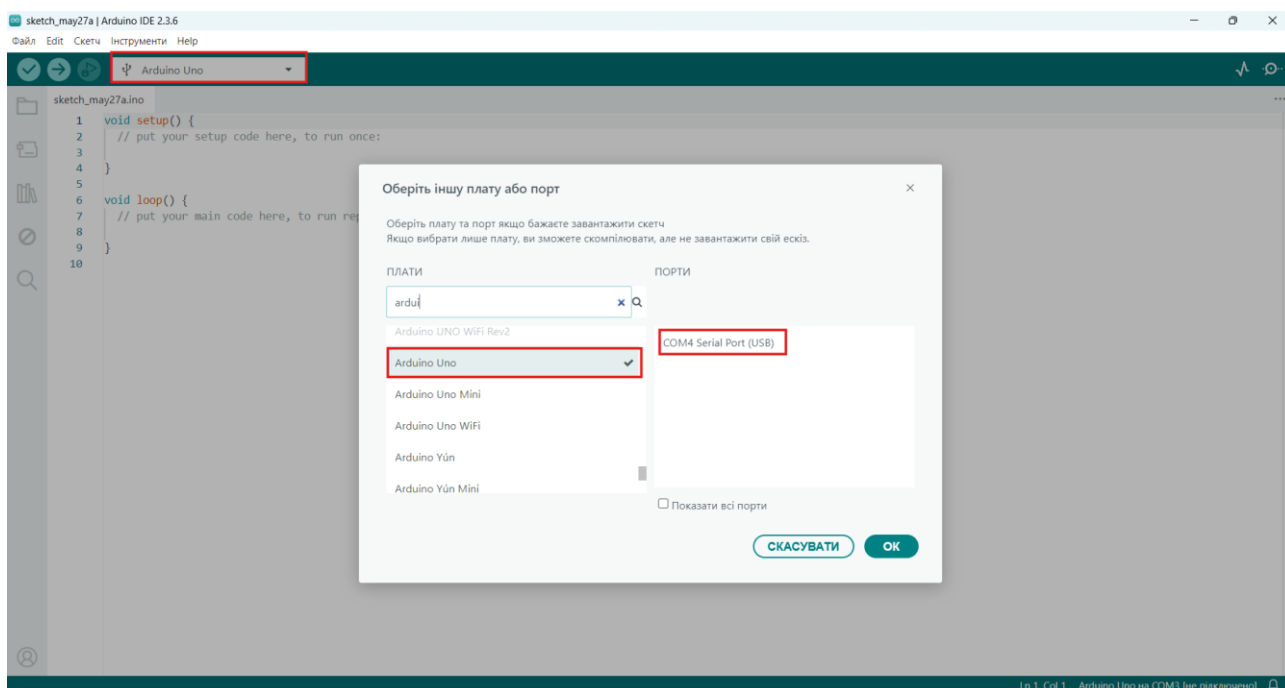 sketch_may27a | Arduino IDE 2.3.6
Файл Edit Скетч Інструменти Help
Arduino Uno
sketch_may27a.ino
1 void setup() {
2 // put your setup code here, to run once:
3
4 }
5
6 void loop() {
7 // put your main code here, to run rep
8
9 }
10
Оберіть іншу плату або порт
Оберіть плату та порт якщо бажаєте завантажити скетч
Якщо вибрати лише плату, ви зможете скомпілювати, але не завантажити свій ескіз.
ПЛАТИ
ПОРТИ
ardui
Arduino UNO WiFi Rev2
Arduino Uno
Arduino Uno Mini
Arduino Uno WiFi
Arduino Yún
Arduino Yún Mini
COM4 Serial Port (USB)
Показати всі порти
СКАСУВАТИ
OK
Ln 1, Col 1 Arduino Uno на COM3 [не підключено]